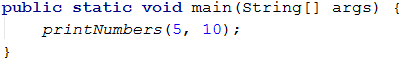 public static void main(String[] args) {
    printNumbers(5, 10);
}